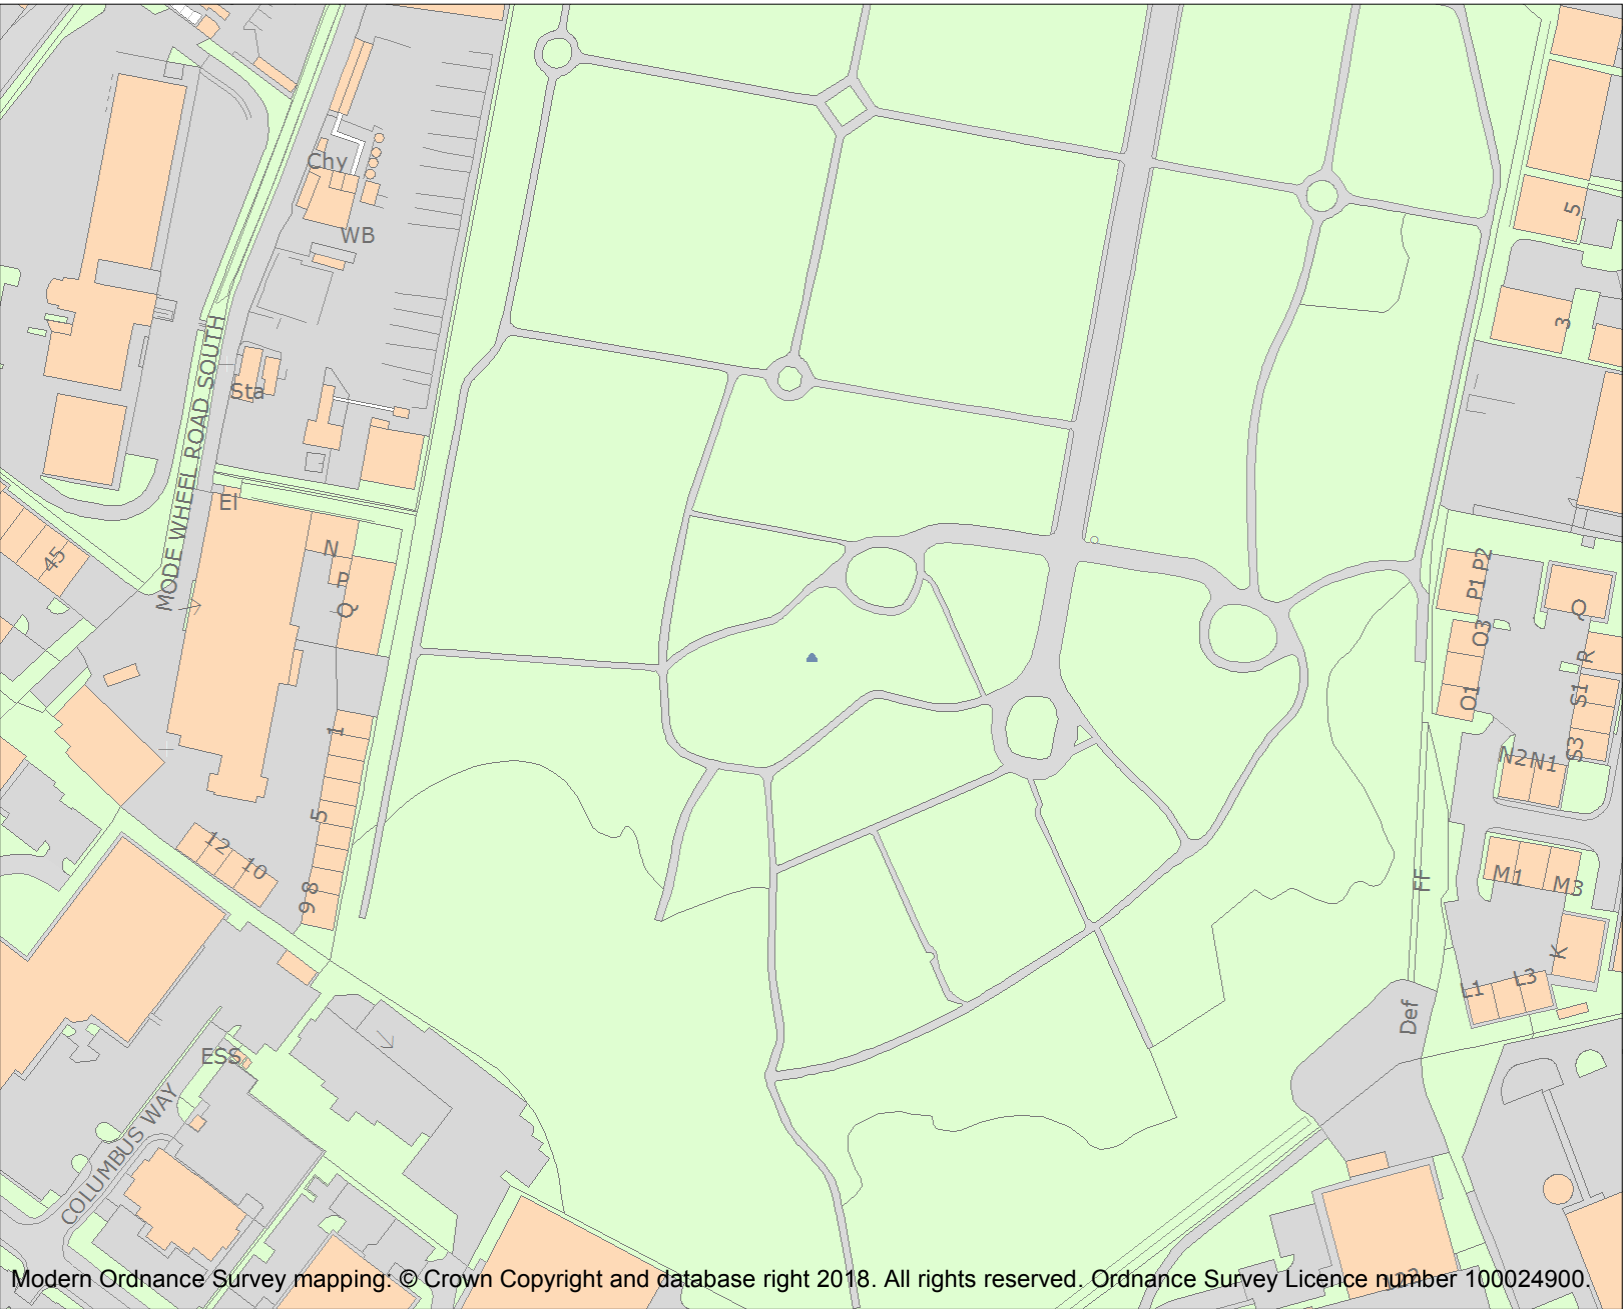 Chy
WB
5
3
MODE WHEEL ROAD SOUTH
Sta
El
45
N
P
Q
P1 P2
O3
O1
Q
R
S1
S3
N2 N1
1
5
8
9
12
10
FF
M1
M3
K
L1
L3
Def
ESS
COLUMBUS WAY
Modern Ordnance Survey mapping: © Crown Copyright and database right 2018. All rights reserved. Ordnance Survey Licence number 100024900.